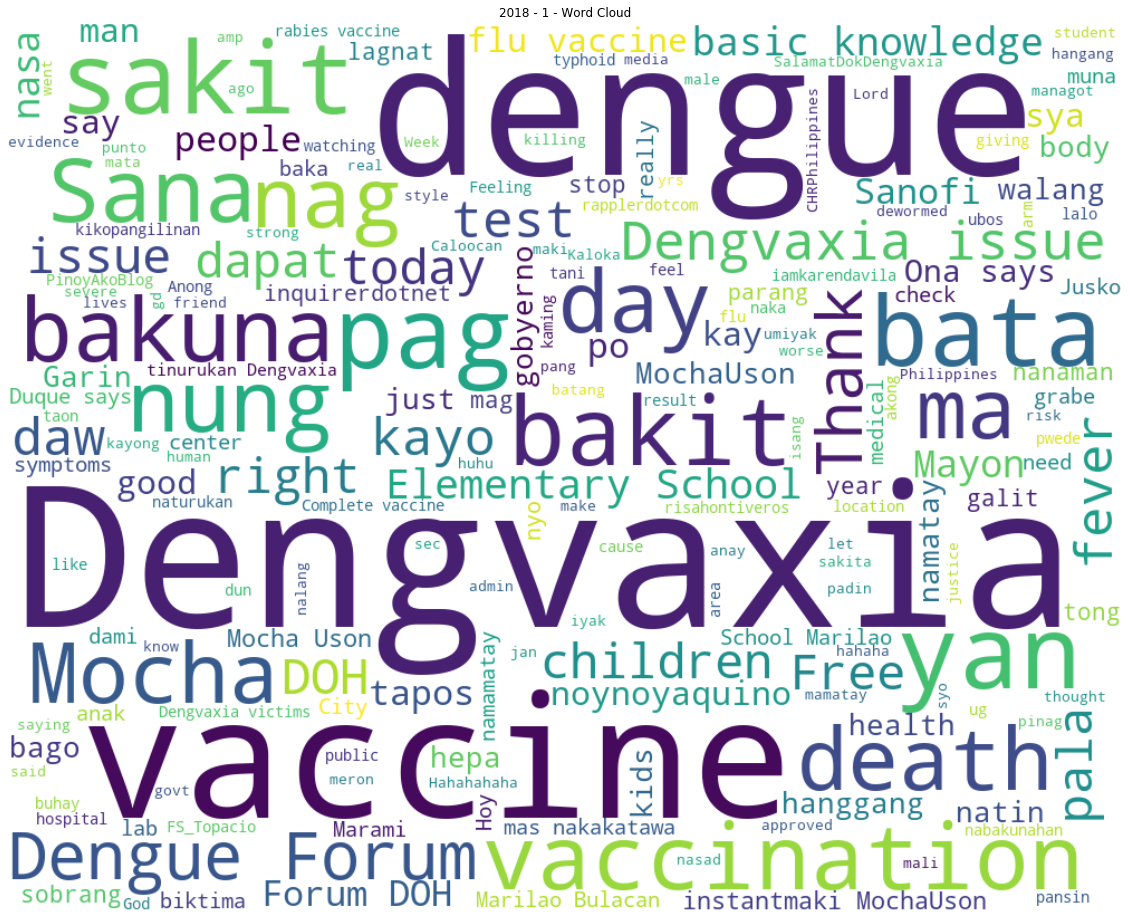 2018 - 1 - Word Cloud
man
amp
rabies vaccine
flu vaccine
basic knowledge
student
nasa
went
sakit
lagnat
dengue
typhoid
media
SalamatDokDengvaxia
hangang
muna
ago
male
Lord
managot
say
people
evidence
punto
mata
watching
Week
killing
really
CHRPhilippines
sya
giving
body
baka
real
Sana
nag
style
Feeling
stop
yrs
rapplerdotcom
Sanofi
walang
dewormed
ubos
arm
lalo
kikopangilinan
strong
test
issue
dapat
today
Caloocan
maki
Kaloka
Dengvaxia issue
PinoyAkoBlog
severe
Anong
inquirerdotnet
gobyerno
kaming
tani
day
feel
iamkarendavila
Ona says
parang
check
Jusko
lives
gd
friend
bakuna
pag
po
kay
flu
naka
umiyak
Thank
bata
worse
tinurukan Dengvaxia
pang
MochaUson
Philippines
nanaman
Garin
Duque says
taon
nung
just
mag
batang
result
medical
akong
ma
grabe
risk
daw
kayong
center
human
kayo
bakit
isang
pwede
fever
symptoms
good
right
huhu
Elementary School
Mayon
need
year
galit
naturukan
Complete vaccine
nyo
make
risahontiveros
location
namatay
Dengvaxia
like
sec
cause
anay
let
sakita
justice
dun
nalang
admin
area
padin
iyak
tong
dami
know
Mocha Uson
namamatay
jan
School Marilao
hahaha
yan
Mocha
DOH
tapos
children
noynoyaquino
Free
mamatay
syo
thought
anak
Dengvaxia victims
City
ug
pinag
saying
bago
said
vaccine
public
meron
hepa
Hahahahaha
kids
death
health
pala
buhay
hospital
govt
hanggang
natin
lab
FS_Topacio
Marami
Hoy
mas nakakatawa
approved
nabakunahan
Dengue Forum
vaccination
nasad
mali
sobrang
God
biktima
Forum DOH
Marilao Bulacan
instantmaki MochaUson
pansin